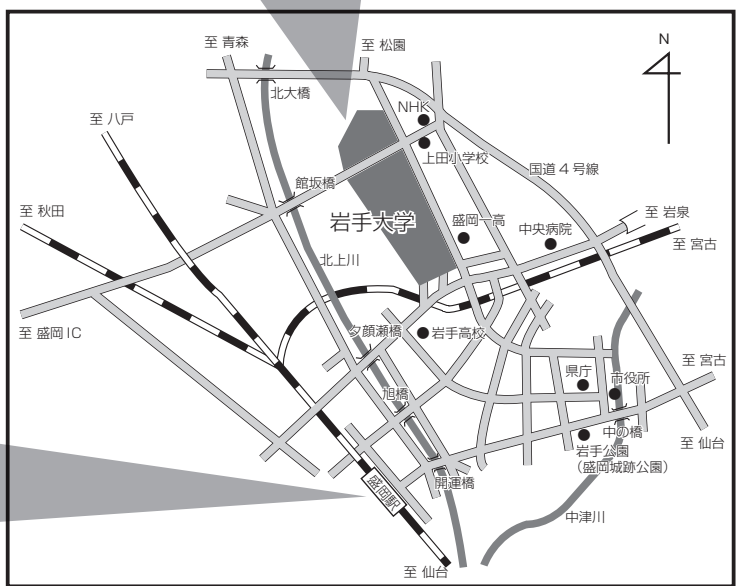 至 青森
至 松園
N
北大橋
NHK
至 八戸
上田小学校
国道4号線
館坂橋
至 秋田
岩手大学
盛岡一高
中央病院
至 岩泉
至 宮古
北上川
至 盛岡IC
夕顔瀬橋
岩手高校
県庁
市役所
至 宮古
旭橋
中の橋
至 仙台
岩手公園
(盛岡城跡公園)
開運橋
盛岡駅
中津川
至 仙台